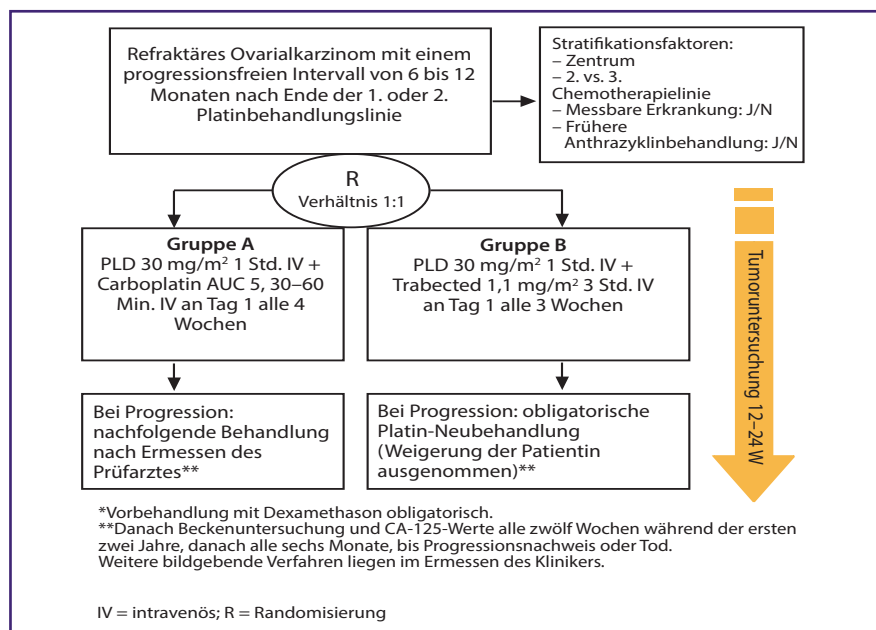 Refraktäres Ovarialkarzinom mit einem
progressionsfreien Intervall von 6 bis 12
Monaten nach Ende der 1. oder 2.
Platinbehandlungslinie
Stratifikationsfaktoren:
– Zentrum
– 2. vs. 3.
Chemotherapielinie
– Messbare Erkrankung: J/N
– Frühere
Anthrazyklinbehandlung: J/N
R
Verhältnis 1:1
Gruppe A
PLD 30 mg/m² 1 Std. IV +
Carboplatin AUC 5, 30–60
Min. IV an Tag 1 alle 4
Wochen
Gruppe B
PLD 30 mg/m² 1 Std. IV +
Trabected 1,1 mg/m² 3 Std. IV
an Tag 1 alle 3 Wochen
Tumoruntersuchung 12–24 W
Bei Progression:
nachfolgende Behandlung
nach Ermessen des
Prüfarztes**
Bei Progression: obligatorische
Platin-Neubehandlung
(Weigerung der Patientin
ausgenommen)**
*Vorbehandlung mit Dexamethason obligatorisch.
**Danach Beckenuntersuchung und CA-125-Werte alle zwölf Wochen während der ersten
zwei Jahre, danach alle sechs Monate, bis Progressionsnachweis oder Tod.
Weitere bildgebende Verfahren liegen im Ermessen des Klinikers.
IV = intravenös; R = Randomisierung